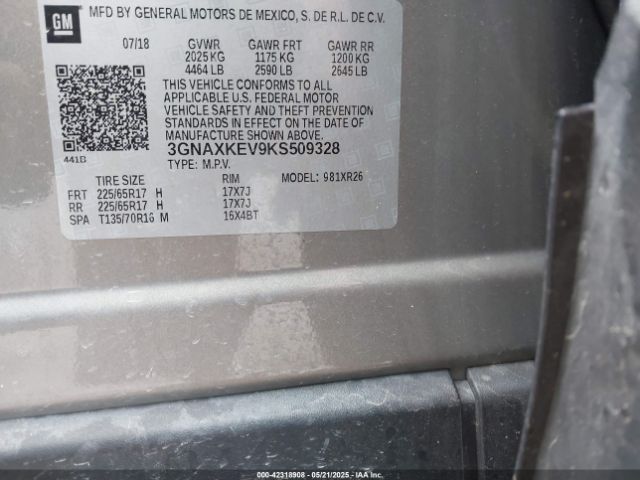 GM
MFD BY GENERAL MOTORS DE MEXICO, S. DE R.L. DE C.V.
07/18 GVWR GAWR FRT GAWR RR
2025 KG 1175 KG 1200 KG
4464 LB 2590 LB 2645 LB
THIS VEHICLE CONFORMS TO ALL
APPLICABLE U.S. FEDERAL MOTOR
VEHICLE SAFETY AND THEFT PREVENTION
STANDARDS IN EFFECT ON THE DATE OF
MANUFACTURE SHOWN ABOVE.
441B 3GNAXKEV9KS509328
TYPE: M.P.V.
TIRE SIZE RIM MODEL: 981XR26
FRT 225/65R17 H 17X7J
RR 225/65R17 H 17X7J
SPA T135/70R16 M 16X4BT
000-42318908 - 05/21/2025 - IAAI.COM